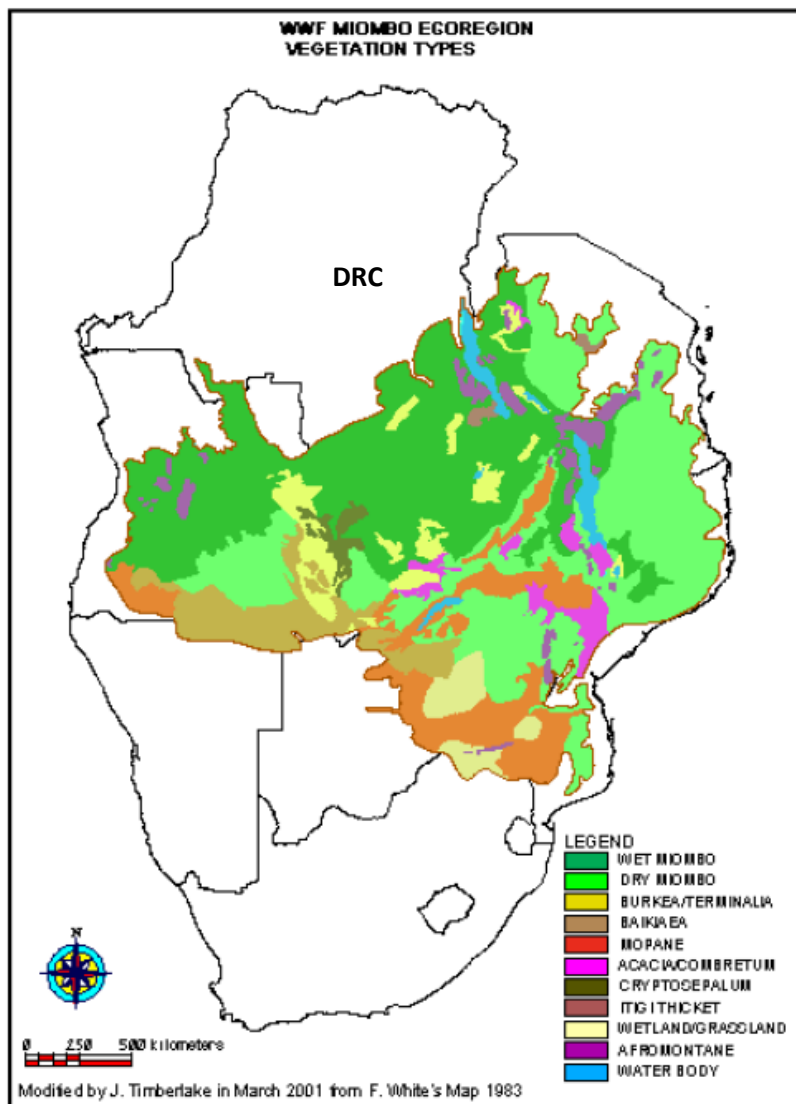 WWF MIOMBO ECOREGION
VEGETATION TYPES
DRC
LEGEND
WET MIOMBO
DRY MIOMBO
BURKEA/TERMINALIA
BAIKIAEA
MOPANE
ACACIA/COMBRETUM
CRYPTOSEPALUM
ITIGI THICKET
WETLAND/GRASSLAND
AFROMONTANE
WATER BODY
N
0 250 500 kilometers
Modified by J. Timberlake in March 2001 from F. White's Map 1983